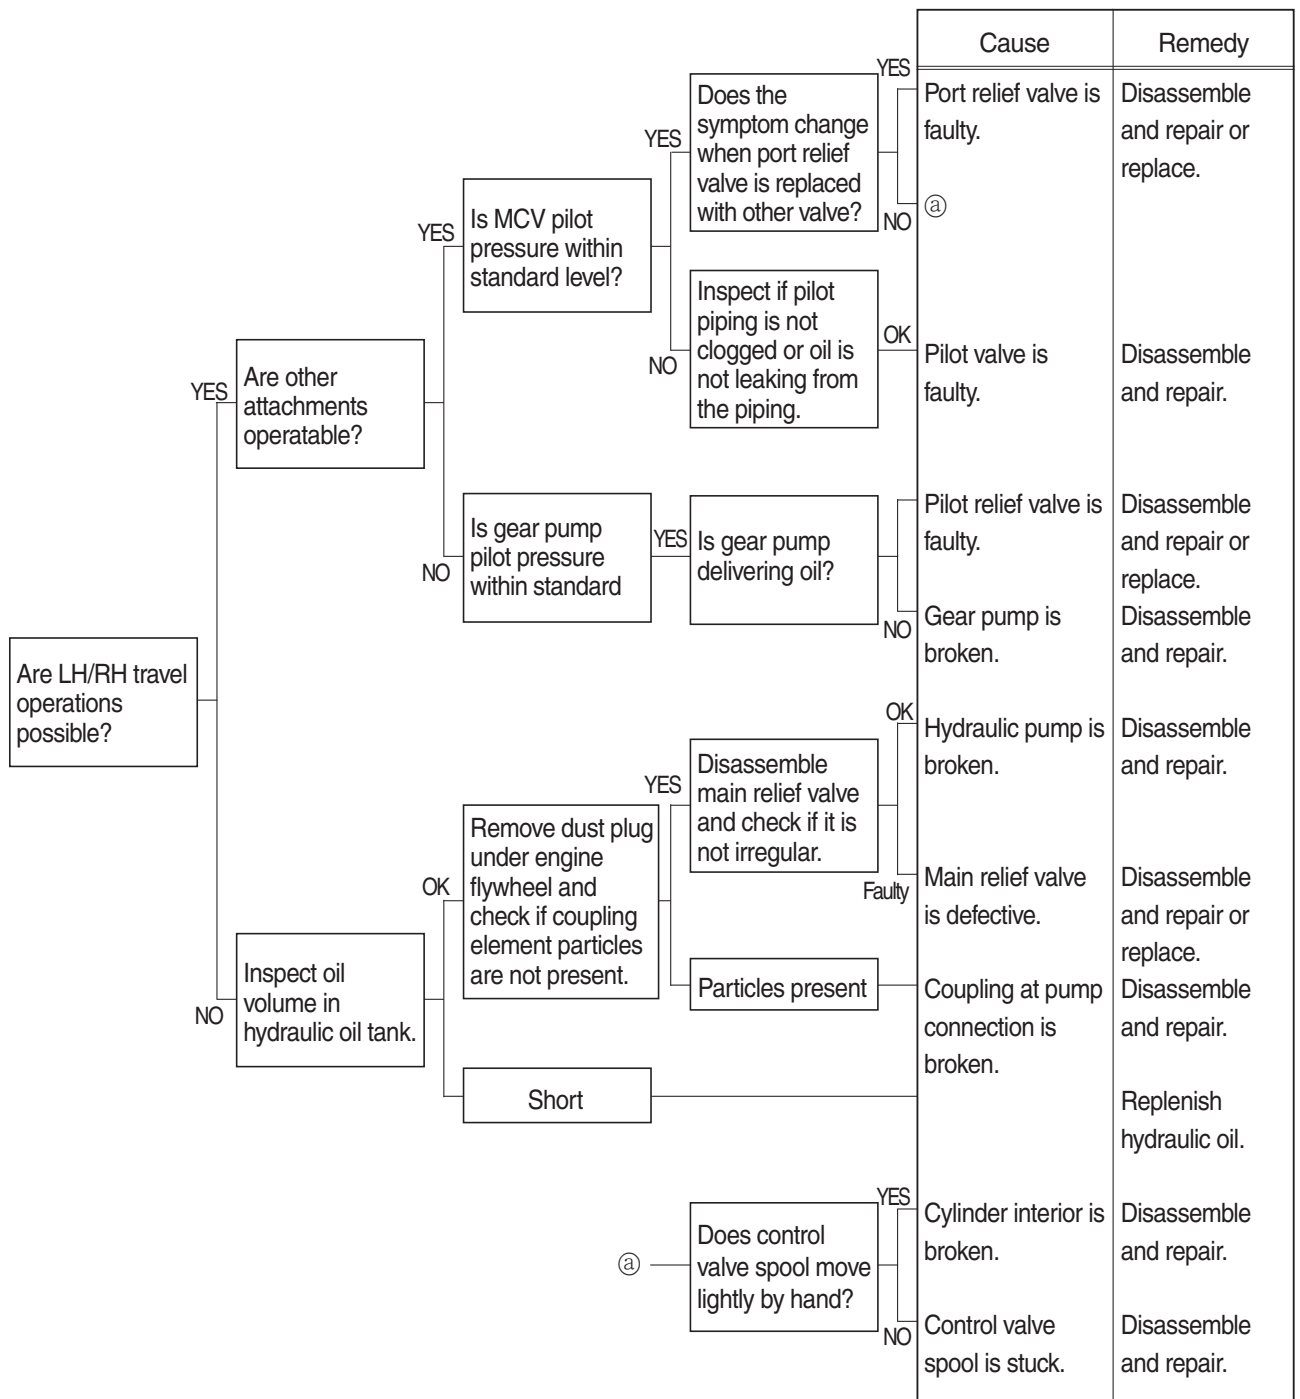 Cause
Remedy
YES
Does the
symptom change
when port relief
valve is replaced
with other valve?
YES
Port relief valve is
faulty.
Disassemble
and repair or
replace.
NO
ⓐ
Is MCV pilot
pressure within
standard level?
YES
Inspect if pilot
piping is not
clogged or oil is
not leaking from
the piping.
NO
OK
Pilot valve is
faulty.
Disassemble
and repair.
Are other
attachments
operatable?
YES
Is gear pump
pilot pressure
within standard
NO
YES
Is gear pump
delivering oil?
Pilot relief valve is
faulty.
Disassemble
and repair or
replace.
NO
Gear pump is
broken.
Disassemble
and repair.
Are LH/RH travel
operations
possible?
OK
Hydraulic pump is
broken.
Disassemble
and repair.
YES
Disassemble
main relief valve
and check if it is
not irregular.
Faulty
Main relief valve
is defective.
Disassemble
and repair or
replace.
OK
Remove dust plug
under engine
flywheel and
check if coupling
element particles
are not present.
Particles present
Coupling at pump
connection is
broken.
Disassemble
and repair.
NO
Inspect oil
volume in
hydraulic oil tank.
Short
Replenish
hydraulic oil.
ⓐ
Does control
valve spool move
lightly by hand?
YES
Cylinder interior is
broken.
Disassemble
and repair.
NO
Control valve
spool is stuck.
Disassemble
and repair.